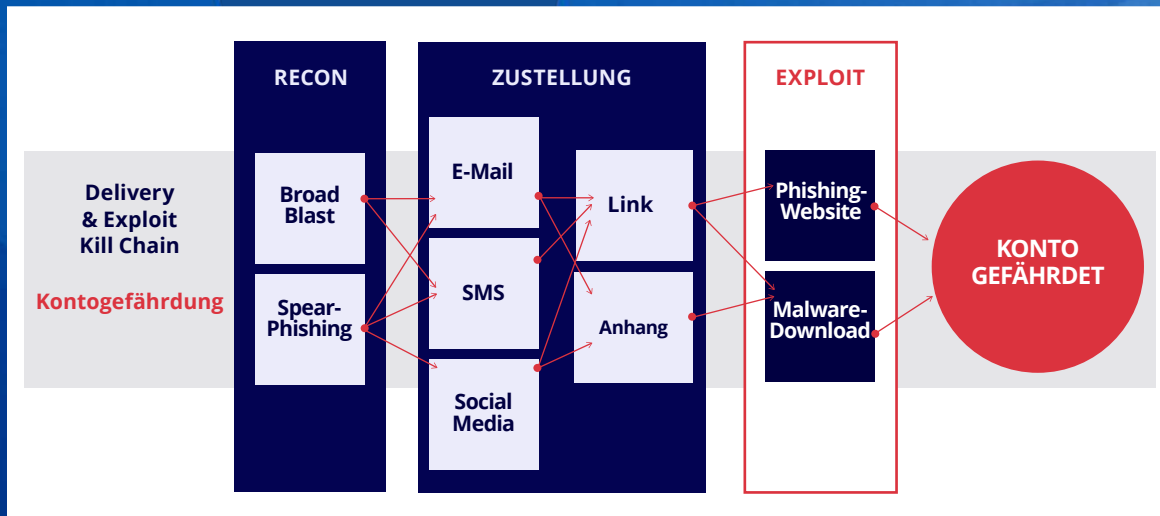 Delivery
& Exploit
Kill Chain
Kontogefährdung
RECON
Broad
Blast
Spear-
Phishing
ZUSTELLUNG
E-Mail
SMS
Social
Media
Link
Anhang
EXPLOIT
Phishing-
Website
Malware-
Download
KONTO
GEFÄHRDET